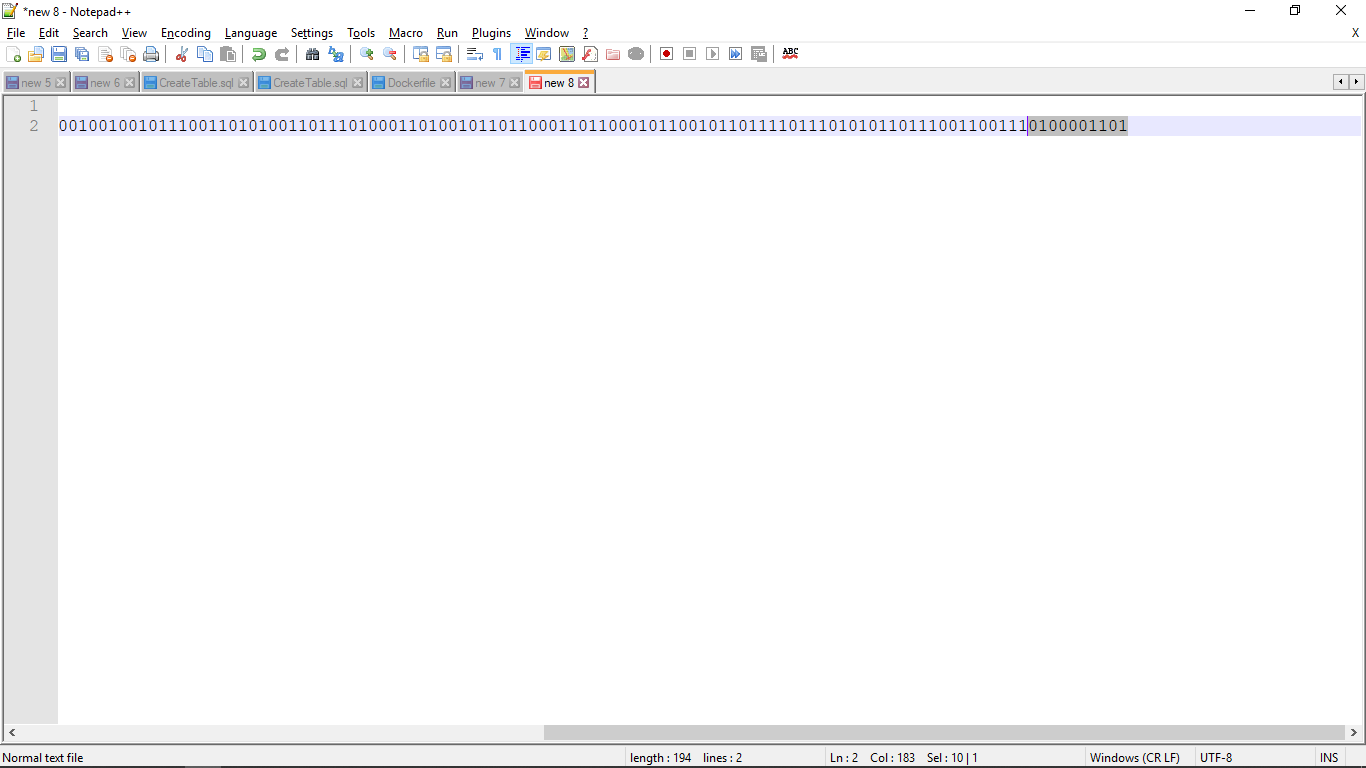 *new 8 - Notepad++
File Edit Search View Encoding Language Settings Tools Macro Run Plugins Window ? X
ABC
new 5 new 6 CreateTable.sql CreateTable.sql Dockerfile new 7 new 8
1
2 00100100101110011010100110111010001101001011011000110110001011001011011110111010101101110011001110100001101
Normal text file length : 194 lines : 2 Ln : 2 Col : 183 Sel : 10 | 1 Windows (CR LF) UTF-8 INS